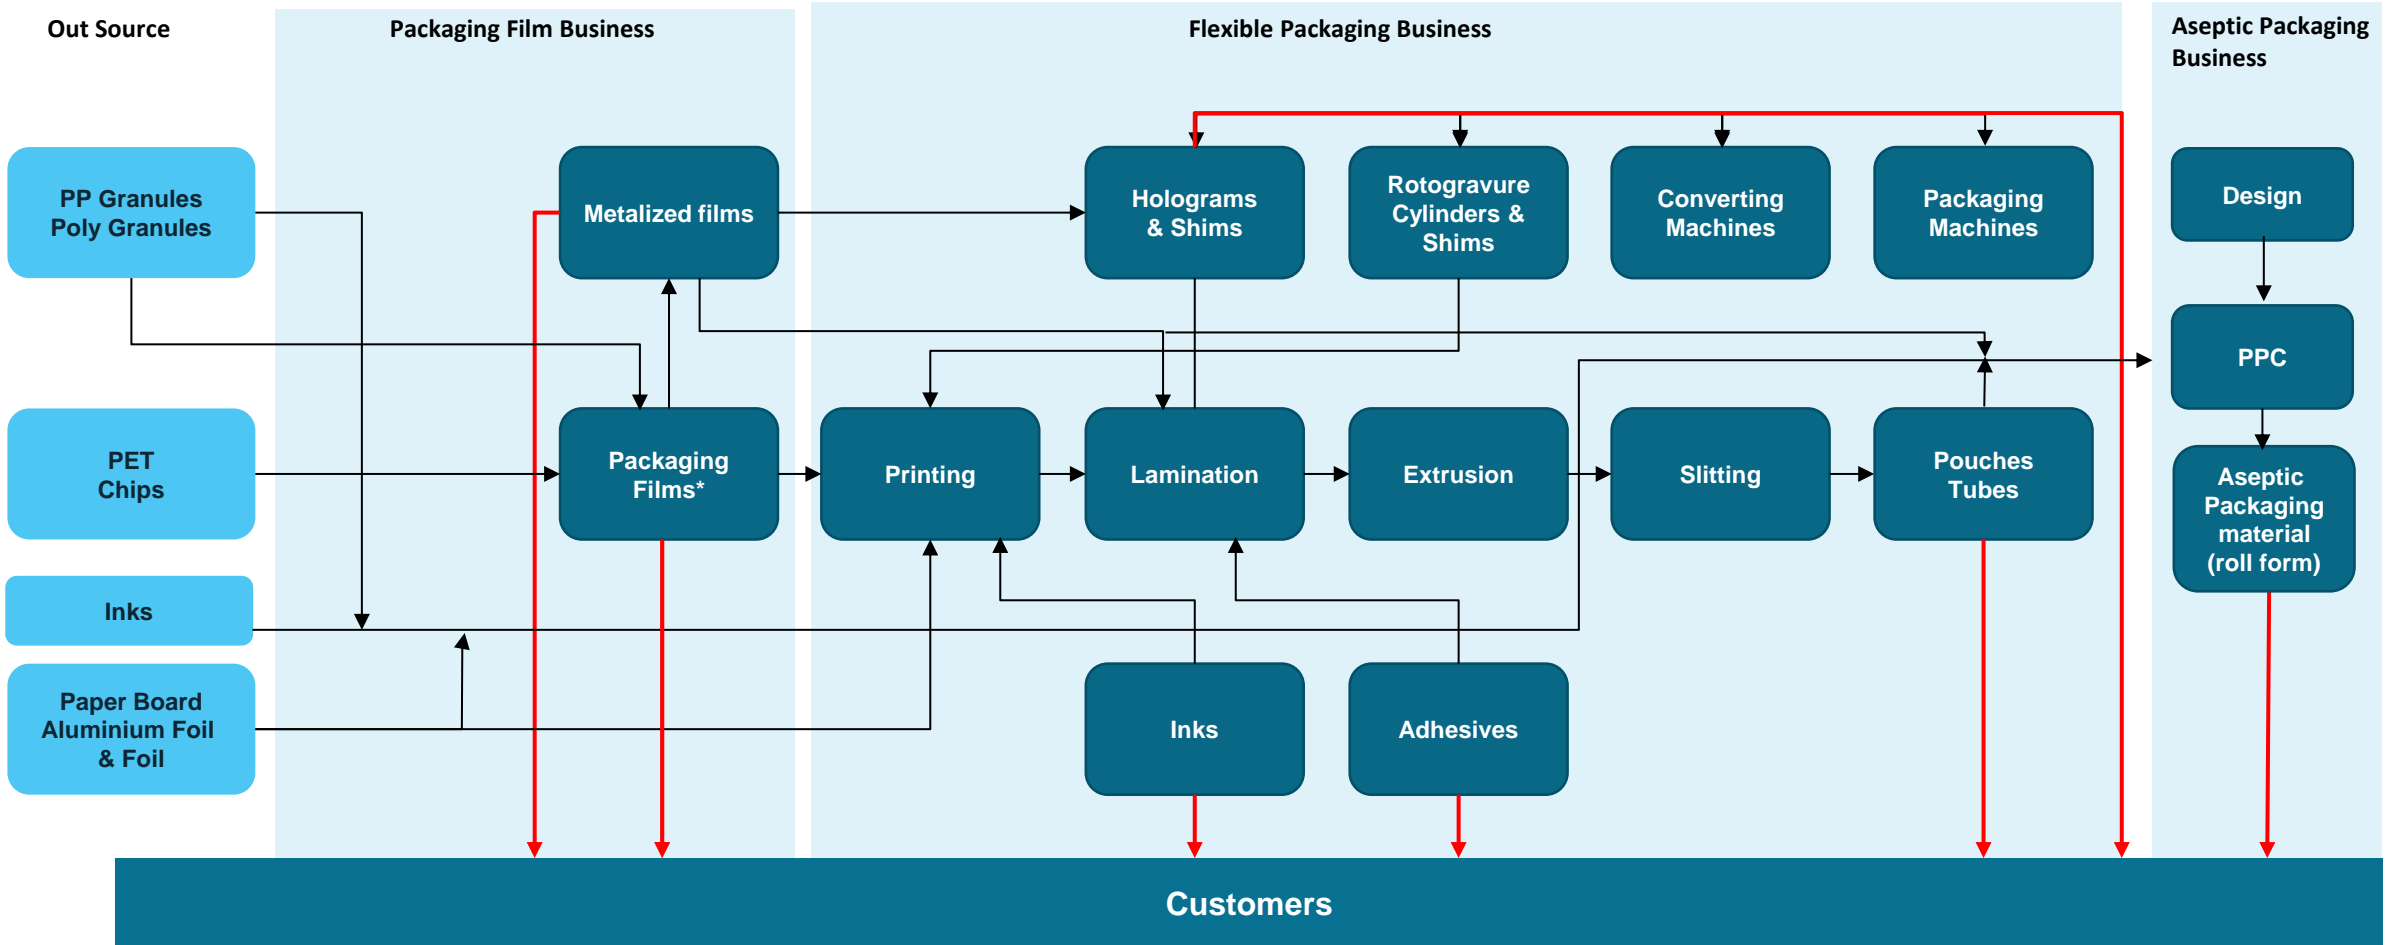 Out Source
Packaging Film Business
Flexible Packaging Business
Aseptic Packaging
Business
PP Granules
Poly Granules
Metalized films
Holograms
& Shims
Rotogravure
Cylinders &
Shims
Converting
Machines
Packaging
Machines
Design
PPC
PET
Chips
Packaging
Films*
Printing
Lamination
Extrusion
Slitting
Pouches
Tubes
Aseptic
Packaging
material
(roll form)
Inks
Paper Board
Aluminium Foil
& Foil
Inks
Adhesives
Customers